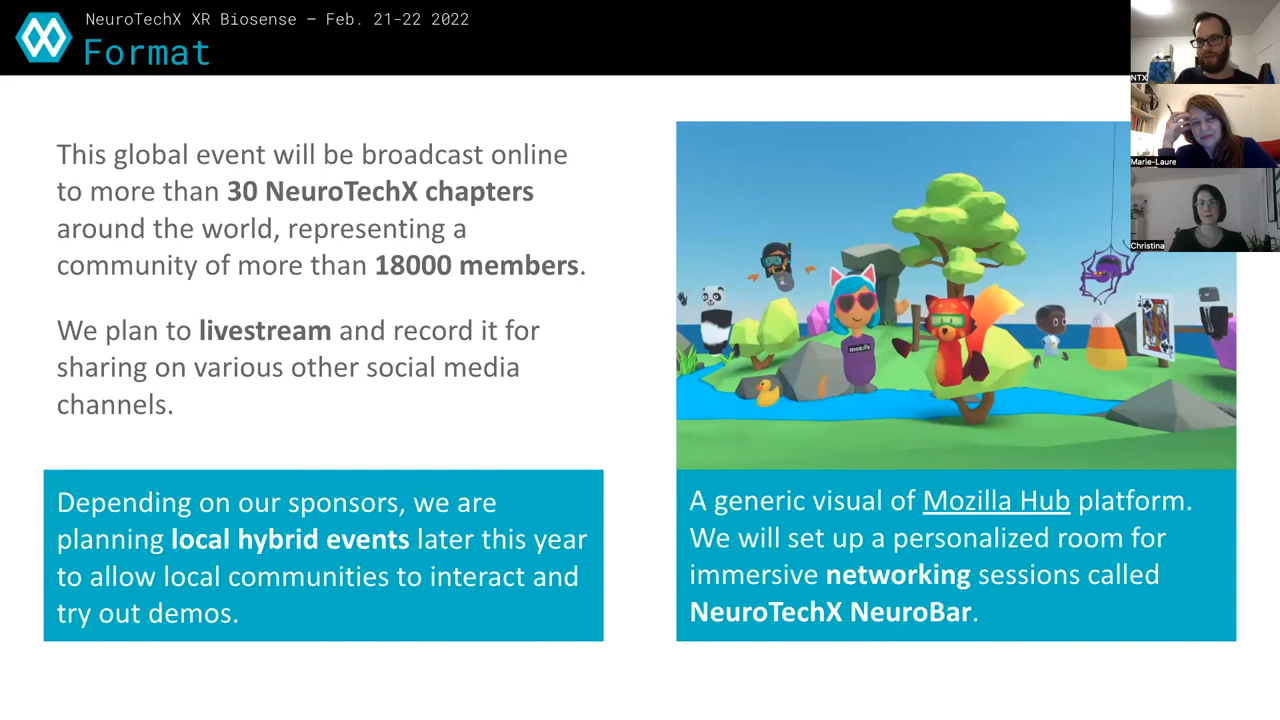 NeuroTechX XR Biosense – Feb. 21-22 2022
Format
NTX
Marie-Laure
Christina
This global event will be broadcast online
to more than 30 NeuroTechX chapters
around the world, representing a
community of more than 18000 members.
We plan to livestream and record it for
sharing on various other social media
channels.
Depending on our sponsors, we are
planning local hybrid events later this year
to allow local communities to interact and
try out demos.
mozilla
A generic visual of Mozilla Hub platform.
We will set up a personalized room for
immersive networking sessions called
NeuroTechX NeuroBar.